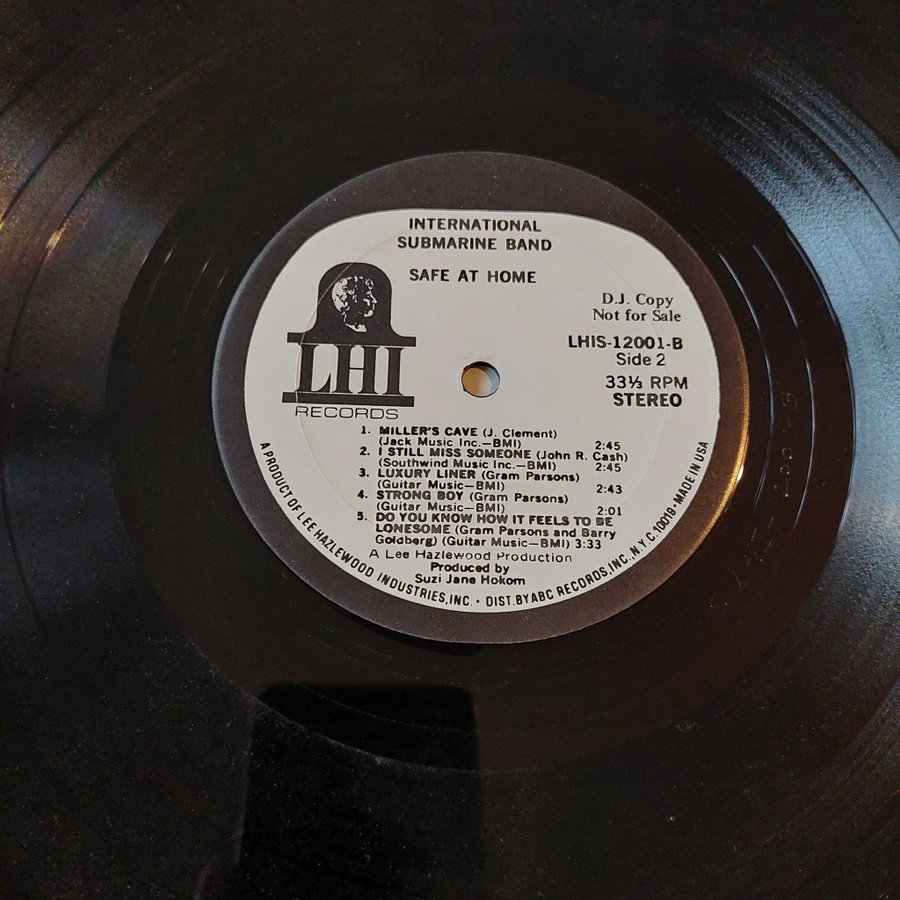 INTERNATIONAL
SUBMARINE BAND
SAFE AT HOME
D.J. Copy
Not for Sale
LHIS-12001-B
Side 2
33⅓ RPM
STEREO
LHI
RECORDS
1. MILLER'S CAVE (J. Clement)
(Jack Music Inc.—BMI) 2:45
2. I STILL MISS SOMEONE (John R. Cash)
(Southwind Music Inc.—BMI) 2:45
3. LUXURY LINER (Gram Parsons)
(Guitar Music—BMI) 2:43
4. STRONG BOY (Gram Parsons)
(Guitar Music—BMI) 2:01
5. DO YOU KNOW HOW IT FEELS TO BE
LONESOME (Gram Parsons and Barry
Goldberg) (Guitar Music—BMI) 3:33
A Lee Hazlewood Production
Produced by
Suzi Jane Hokom
A PRODUCT OF LEE HAZLEWOOD INDUSTRIES, INC. • DIST. BY ABC RECORDS, INC., N.Y.C. 10019 • MADE IN USA